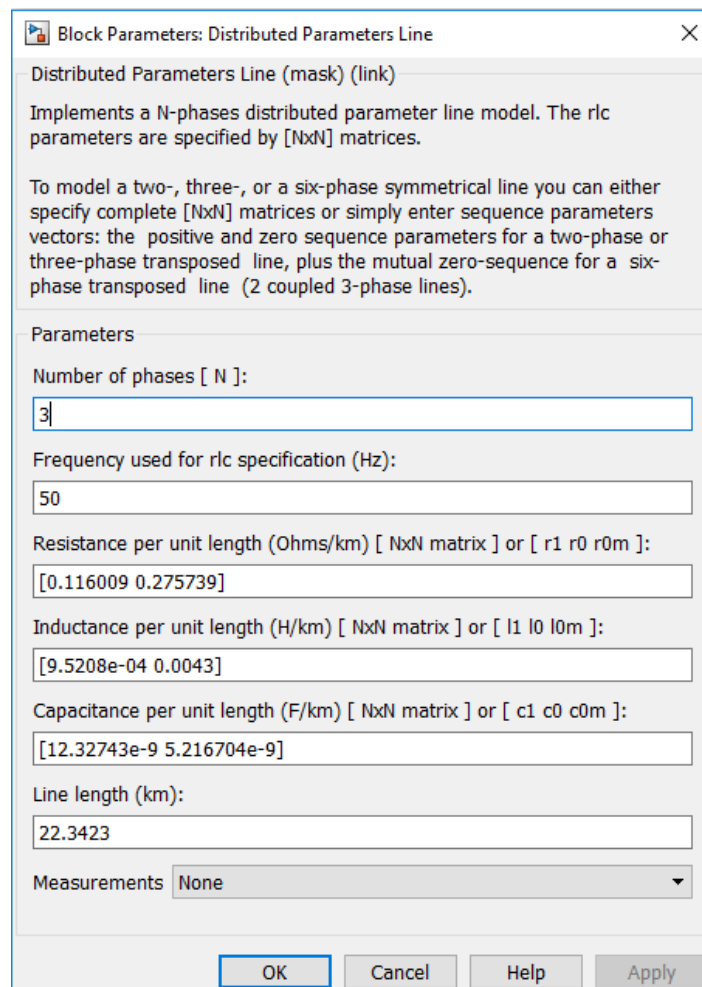 Block Parameters: Distributed Parameters Line
Distributed Parameters Line (mask) (link)
Implements a N-phases distributed parameter line model. The rlc
parameters are specified by [NxN] matrices.
To model a two-, three-, or a six-phase symmetrical line you can either
specify complete [NxN] matrices or simply enter sequence parameters
vectors: the positive and zero sequence parameters for a two-phase or
three-phase transposed line, plus the mutual zero-sequence for a six-
phase transposed line (2 coupled 3-phase lines).
Parameters
Number of phases [ N ]:
3
Frequency used for rlc specification (Hz):
50
Resistance per unit length (Ohms/km) [ NxN matrix ] or [ r1 r0 r0m ]:
[0.116009 0.275739]
Inductance per unit length (H/km) [ NxN matrix ] or [ l1 l0 l0m ]:
[9.5208e-04 0.0043]
Capacitance per unit length (F/km) [ NxN matrix ] or [ c1 c0 c0m ]:
[12.32743e-9 5.216704e-9]
Line length (km):
22.3423
Measurements None
OK Cancel Help Apply